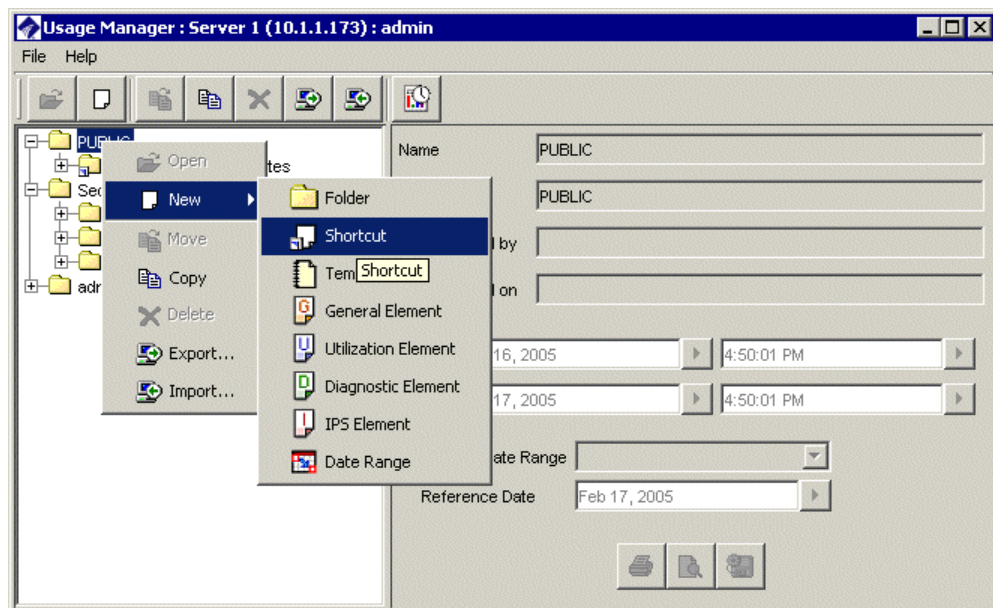 Usage Manager : Server 1 (10.1.1.173) : admin
File Help
PUBLIC
tes
Sec
adr
Open
New
Move
Copy
Delete
Export...
Import...
Folder
Shortcut
Tem
Shortcut
General Element
Utilization Element
Diagnostic Element
IPS Element
Date Range
Name PUBLIC
PUBLIC
by
on
16, 2005 4:50:01 PM
17, 2005 4:50:01 PM
ate Range
Reference Date Feb 17, 2005